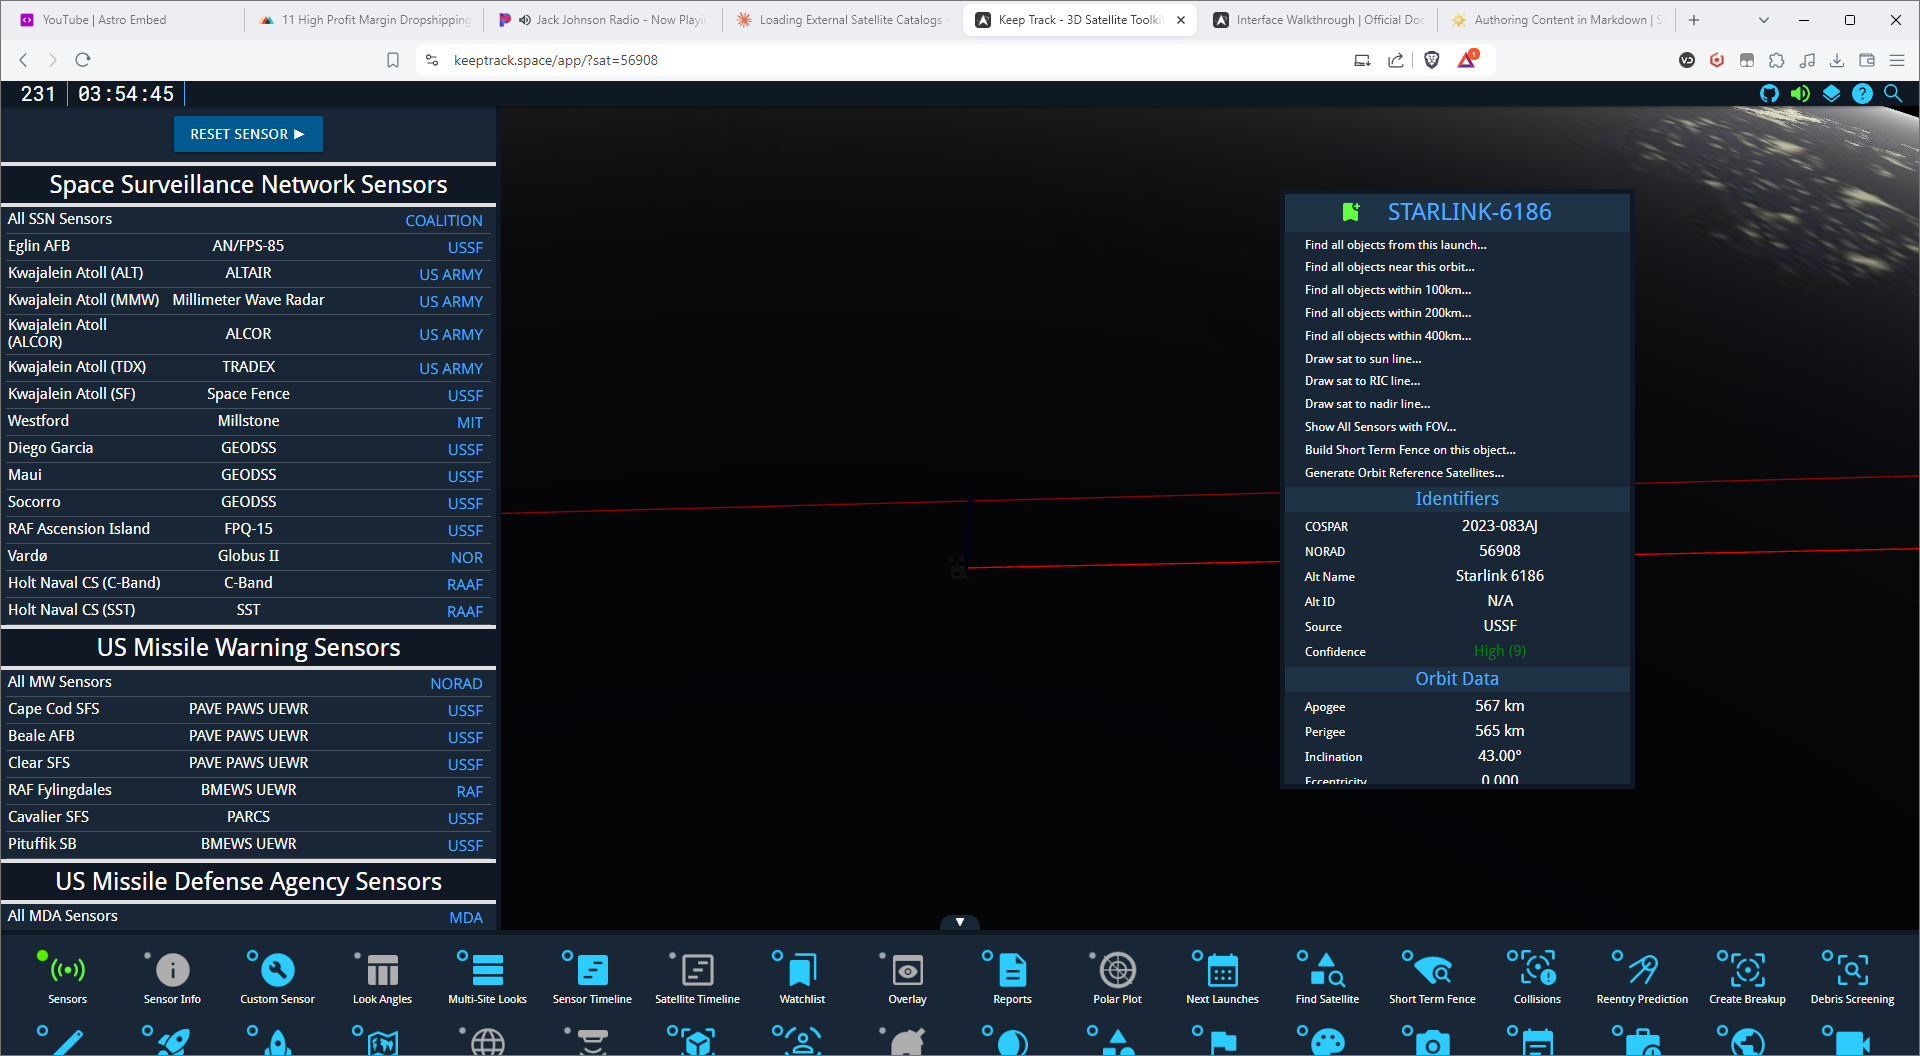 YouTube | Astro Embed
11 High Profit Margin Dropshipping
Jack Johnson Radio - Now Playi
Loading External Satellite Catalogs -
Keep Track - 3D Satellite Toolki
Interface Walkthrough | Official Doc
Authoring Content in Markdown | S
keeptrack.space/app/?sat=56908
1
231 03:54:45
RESET SENSOR ►
Space Surveillance Network Sensors
All SSN Sensors COALITION
Eglin AFB AN/FPS-85 USSF
Kwajalein Atoll (ALT) ALTAIR US ARMY
Kwajalein Atoll (MMW) Millimeter Wave Radar US ARMY
Kwajalein Atoll
(ALCOR) ALCOR US ARMY
Kwajalein Atoll (TDX) TRADEX US ARMY
Kwajalein Atoll (SF) Space Fence USSF
Westford Millstone MIT
Diego Garcia GEODSS USSF
Maui GEODSS USSF
Socorro GEODSS USSF
RAF Ascension Island FPQ-15 USSF
Vardø Globus II NOR
Holt Naval CS (C-Band) C-Band RAAF
Holt Naval CS (SST) SST RAAF
US Missile Warning Sensors
All MW Sensors NORAD
Cape Cod SFS PAVE PAWS UEWR USSF
Beale AFB PAVE PAWS UEWR USSF
Clear SFS PAVE PAWS UEWR USSF
RAF Fylingdales BMEWS UEWR RAF
Cavalier SFS PARCS USSF
Pituffik SB BMEWS UEWR USSF
US Missile Defense Agency Sensors
All MDA Sensors MDA
STARLINK-6186
Find all objects from this launch...
Find all objects near this orbit...
Find all objects within 100km...
Find all objects within 200km...
Find all objects within 400km...
Draw sat to sun line...
Draw sat to RIC line...
Draw sat to nadir line...
Show All Sensors with FOV...
Build Short Term Fence on this object...
Generate Orbit Reference Satellites...
Identifiers
COSPAR 2023-083AJ
NORAD 56908
Alt Name Starlink 6186
Alt ID N/A
Source USSF
Confidence High (9)
Orbit Data
Apogee 567 km
Perigee 565 km
Inclination 43.00°
Eccentricity 0.000
Sensors
Sensor Info
Custom Sensor
Look Angles
Multi-Site Looks
Sensor Timeline
Satellite Timeline
Watchlist
Overlay
Reports
Polar Plot
Next Launches
Find Satellite
Short Term Fence
Collisions
Reentry Prediction
Create Breakup
Debris Screening